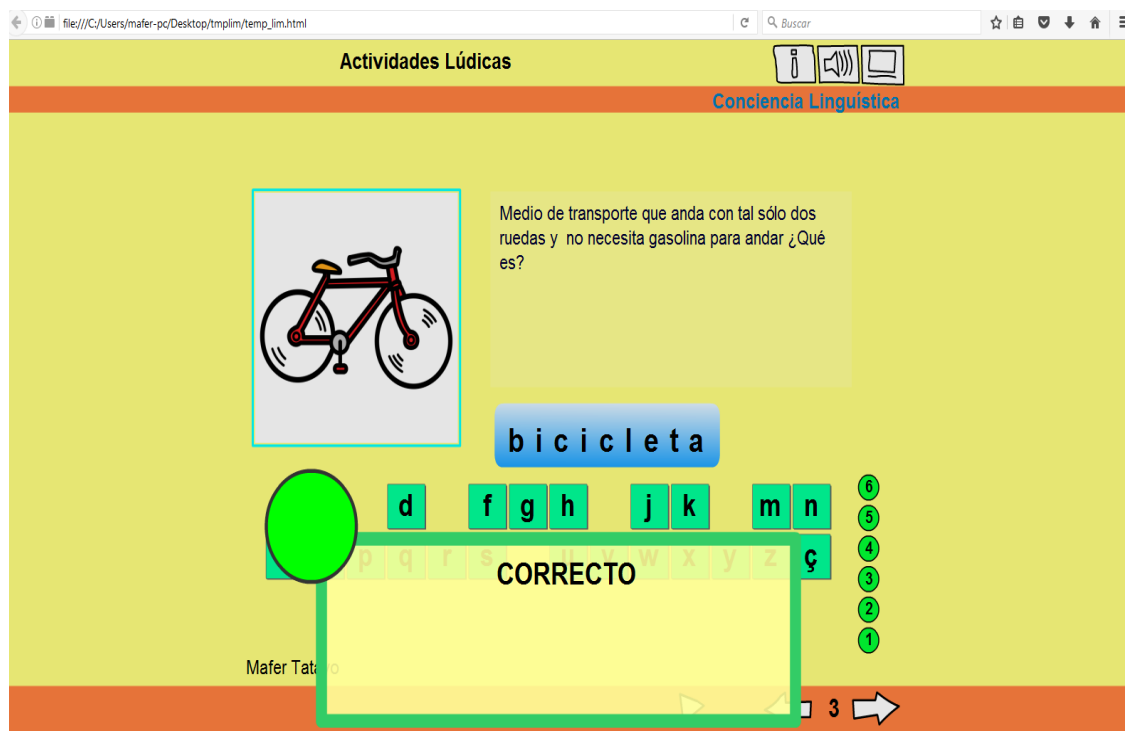 file:///C:/Users/mafer-pc/Desktop/tmplim/temp_lim.html
Buscar
Actividades Lúdicas
Conciencia Linguística
Medio de transporte que anda con tal sólo dos
ruedas y no necesita gasolina para andar ¿Qué
es?
b i c i c l e t a
d f g h j k m n
p q r s u v w x y z ç
CORRECTO
6
5
4
3
2
1
Mafer Tatayo
3